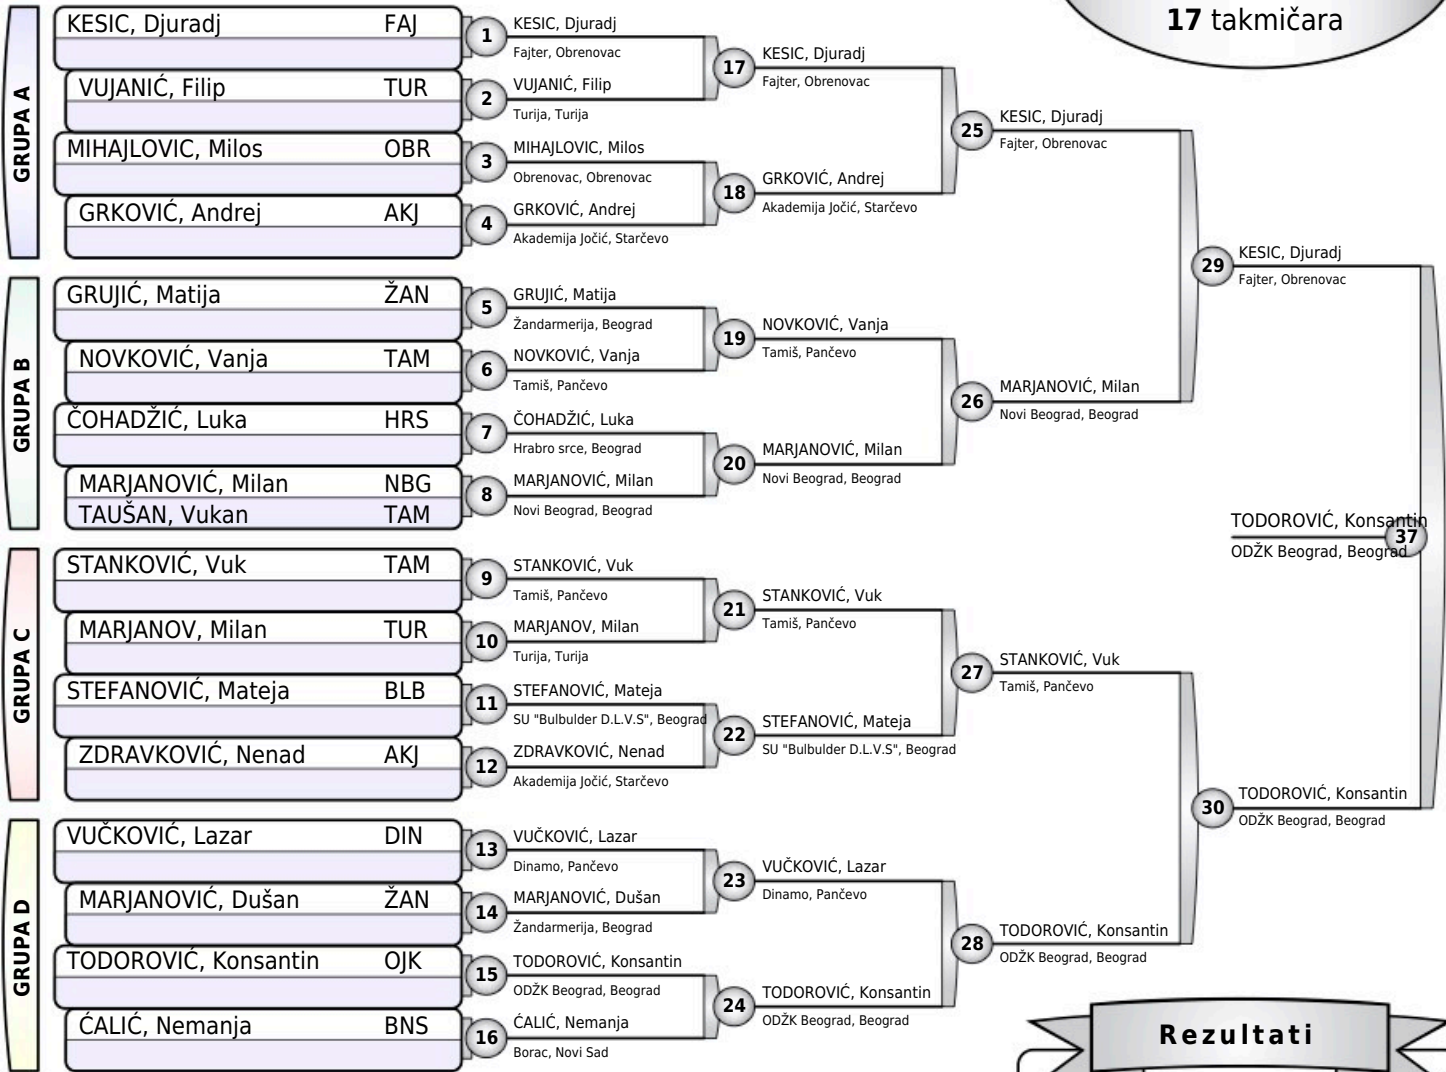 17 takmičara
GRUPA A
KESIC, Djuradj FAJ
VUJANIĆ, Filip TUR
MIHAJLOVIC, Milos OBR
GRKOVIĆ, Andrej AKJ
GRUPA B
GRUJIĆ, Matija ŽAN
NOVKOVIĆ, Vanja TAM
ČOHADŽIĆ, Luka HRS
MARJANOVIĆ, Milan NBG
TAUŠAN, Vukan TAM
GRUPA C
STANKOVIĆ, Vuk TAM
MARJANOV, Milan TUR
STEFANOVIĆ, Mateja BLB
ZDRAVKOVIĆ, Nenad AKJ
GRUPA D
VUČKOVIĆ, Lazar DIN
MARJANOVIĆ, Dušan ŽAN
TODOROVIĆ, Konsantin OJK
ĆALIĆ, Nemanja BNS
1 KESIC, Djuradj
Fajter, Obrenovac
2 VUJANIĆ, Filip
Turija, Turija
3 MIHAJLOVIC, Milos
Obrenovac, Obrenovac
4 GRKOVIĆ, Andrej
Akademija Jočić, Starčevo
5 GRUJIĆ, Matija
Žandarmerija, Beograd
6 NOVKOVIĆ, Vanja
Tamiš, Pančevo
7 ČOHADŽIĆ, Luka
Hrabro srce, Beograd
8 MARJANOVIĆ, Milan
Novi Beograd, Beograd
9 STANKOVIĆ, Vuk
Tamiš, Pančevo
10 MARJANOV, Milan
Turija, Turija
11 STEFANOVIĆ, Mateja
SU "Bulbulder D.L.V.S", Beograd
12 ZDRAVKOVIĆ, Nenad
Akademija Jočić, Starčevo
13 VUČKOVIĆ, Lazar
Dinamo, Pančevo
14 MARJANOVIĆ, Dušan
Žandarmerija, Beograd
15 TODOROVIĆ, Konsantin
ODŽK Beograd, Beograd
16 ĆALIĆ, Nemanja
Borac, Novi Sad
17 KESIC, Djuradj
Fajter, Obrenovac
18 GRKOVIĆ, Andrej
Akademija Jočić, Starčevo
19 NOVKOVIĆ, Vanja
Tamiš, Pančevo
20 MARJANOVIĆ, Milan
Novi Beograd, Beograd
21 STANKOVIĆ, Vuk
Tamiš, Pančevo
22 STEFANOVIĆ, Mateja
SU "Bulbulder D.L.V.S", Beograd
23 VUČKOVIĆ, Lazar
Dinamo, Pančevo
24 TODOROVIĆ, Konsantin
ODŽK Beograd, Beograd
25 KESIC, Djuradj
Fajter, Obrenovac
26 MARJANOVIĆ, Milan
Novi Beograd, Beograd
27 STANKOVIĆ, Vuk
Tamiš, Pančevo
28 TODOROVIĆ, Konsantin
ODŽK Beograd, Beograd
29 KESIC, Djuradj
Fajter, Obrenovac
30 TODOROVIĆ, Konsantin
ODŽK Beograd, Beograd
TODOROVIĆ, Konsantin
37
ODŽK Beograd, Beograd
Rezultati